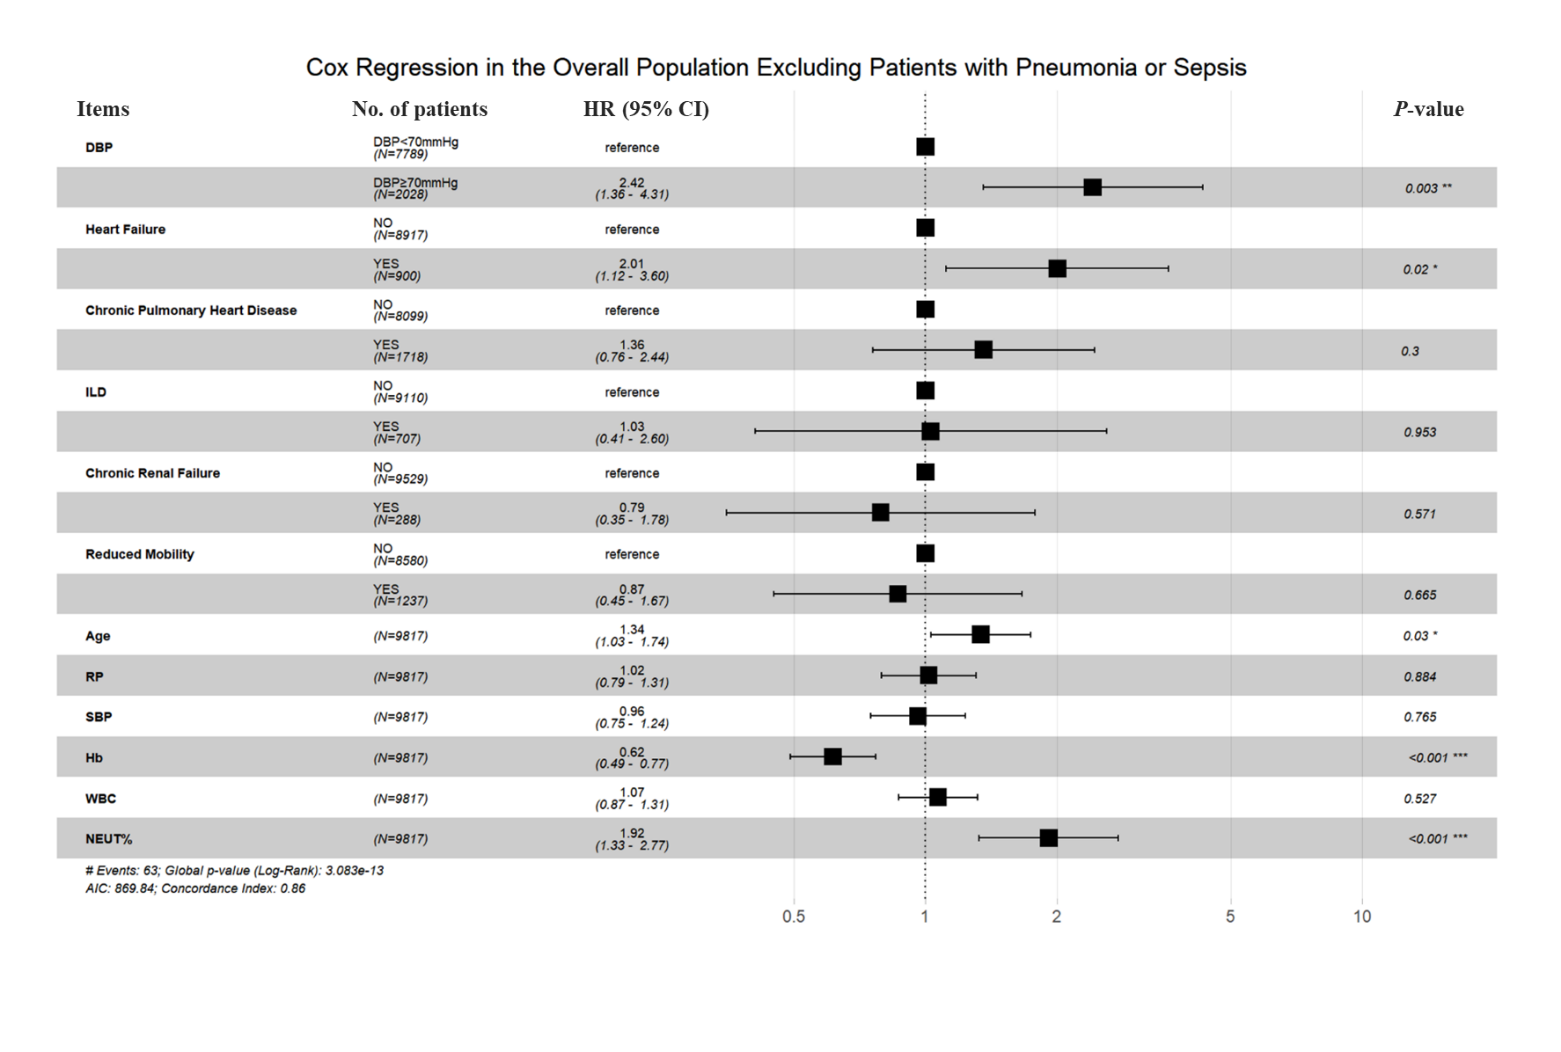 Cox Regression in the Overall Population Excluding Patients with Pneumonia or Sepsis
Items No. of patients HR (95% CI) P-value
DBP DBP<70mmHg (N=7789) reference
DBP≥70mmHg (N=2028) 2.42 (1.36 - 4.31) 0.003 **
Heart Failure NO (N=8917) reference
YES (N=900) 2.01 (1.12 - 3.60) 0.02 *
Chronic Pulmonary Heart Disease NO (N=8099) reference
YES (N=1718) 1.36 (0.76 - 2.44) 0.3
ILD NO (N=9110) reference
YES (N=707) 1.03 (0.41 - 2.60) 0.953
Chronic Renal Failure NO (N=9529) reference
YES (N=288) 0.79 (0.35 - 1.78) 0.571
Reduced Mobility NO (N=8580) reference
YES (N=1237) 0.87 (0.45 - 1.67) 0.665
Age (N=9817) 1.34 (1.03 - 1.74) 0.03 *
RP (N=9817) 1.02 (0.79 - 1.31) 0.884
SBP (N=9817) 0.96 (0.75 - 1.24) 0.765
Hb (N=9817) 0.62 (0.49 - 0.77) <0.001 ***
WBC (N=9817) 1.07 (0.87 - 1.31) 0.527
NEUT% (N=9817) 1.92 (1.33 - 2.77) <0.001 ***
# Events: 63; Global p-value (Log-Rank): 3.083e-13
AIC: 869.84; Concordance Index: 0.86
0.5 1 2 5 10